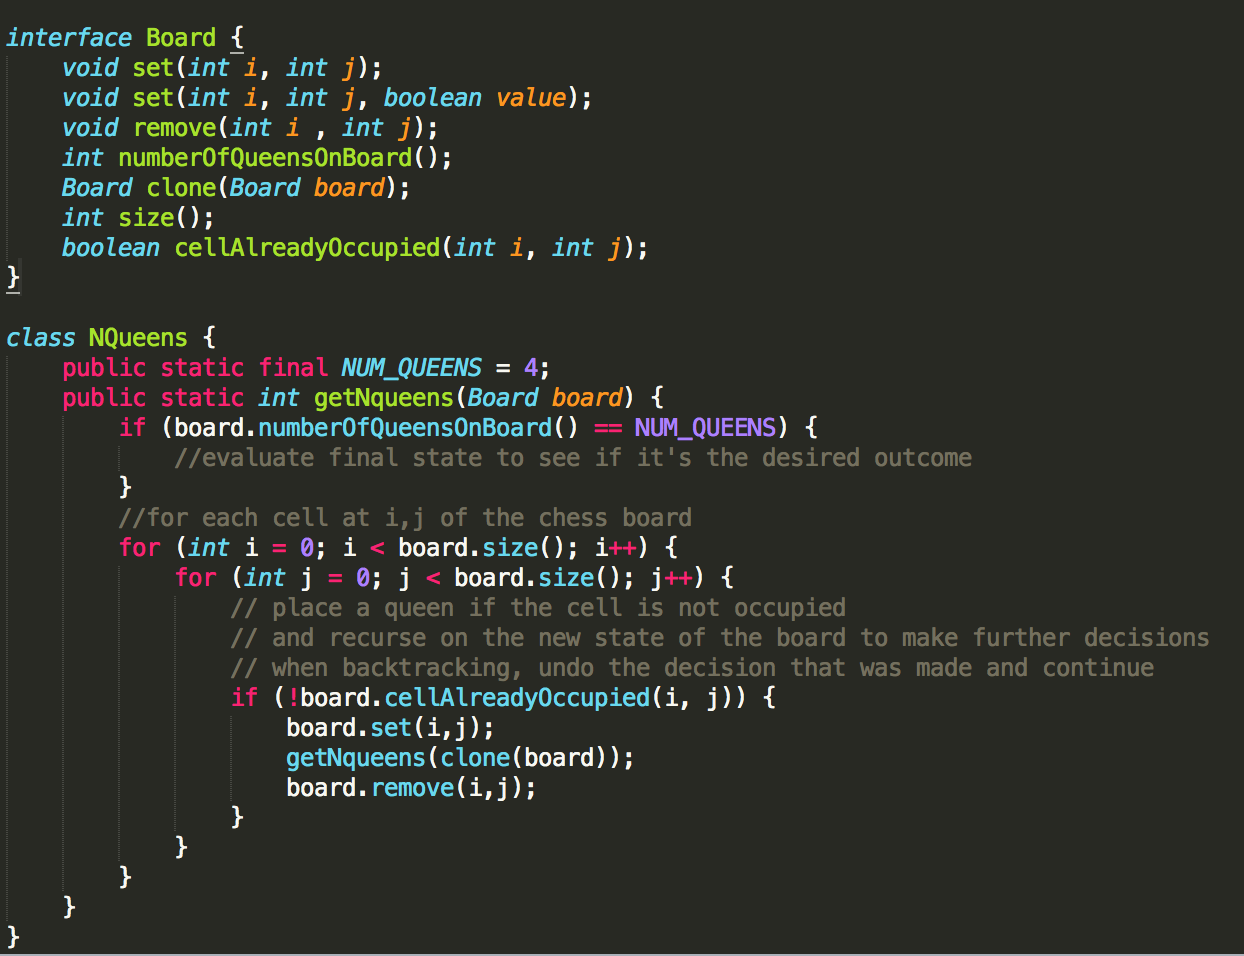 interface Board {
    void set(int i, int j);
    void set(int i, int j, boolean value);
    void remove(int i , int j);
    int numberOfQueensOnBoard();
    Board clone(Board board);
    int size();
    boolean cellAlreadyOccupied(int i, int j);
}

class NQueens {
    public static final NUM_QUEENS = 4;
    public static int getNqueens(Board board) {
        if (board.numberOfQueensOnBoard() == NUM_QUEENS) {
            //evaluate final state to see if it's the desired outcome
        }
        //for each cell at i,j of the chess board
        for (int i = 0; i < board.size(); i++) {
            for (int j = 0; j < board.size(); j++) {
                // place a queen if the cell is not occupied
                // and recurse on the new state of the board to make further decisions
                // when backtracking, undo the decision that was made and continue
                if (!board.cellAlreadyOccupied(i, j)) {
                    board.set(i,j);
                    getNqueens(clone(board));
                    board.remove(i,j);
                }
            }
        }
    }
}